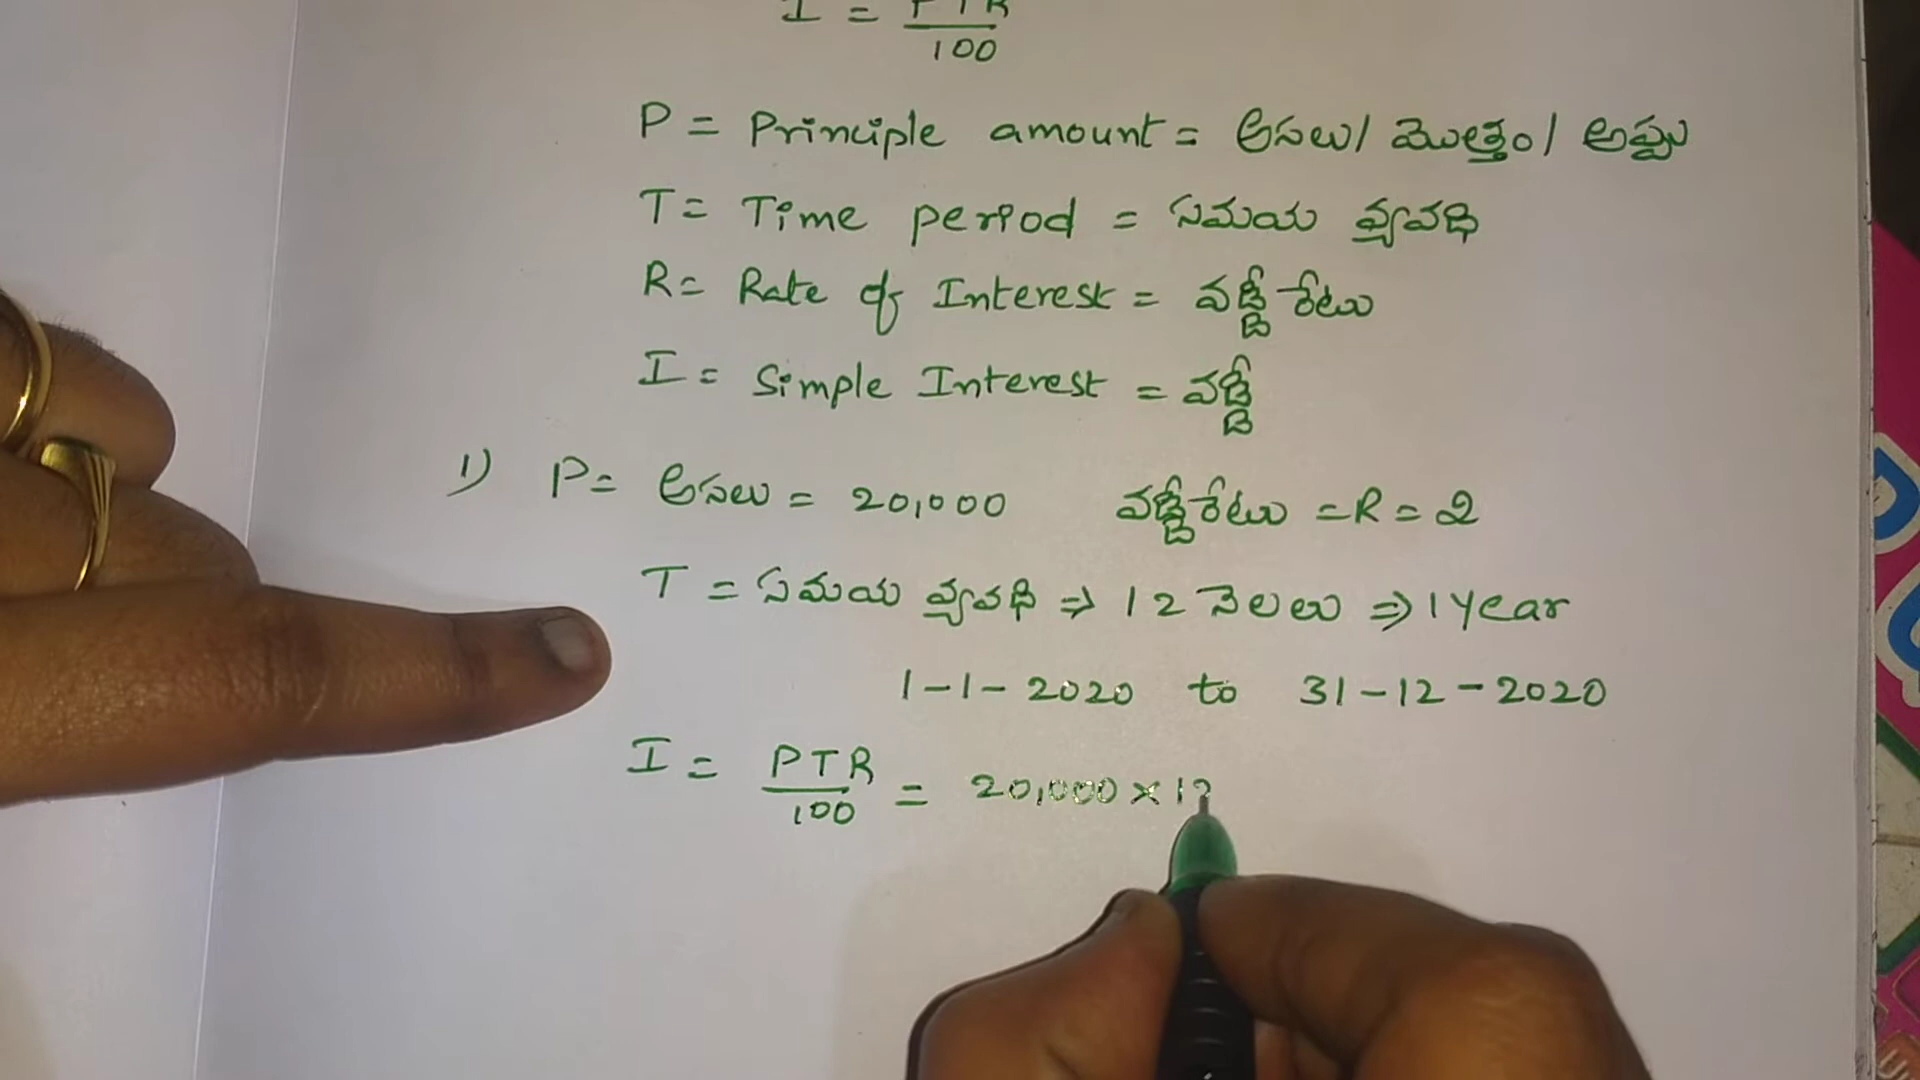 I = PTR
100
P = Principle amount = అసలు / మొత్తం / అప్పు
T = Time period = సమయ వ్యవధి
R = Rate of Interest = వడ్డీ రేటు
I = Simple Interest = వడ్డీ
1) P = అసలు = 20,000 వడ్డీరేటు = R = 2
T = సమయ వ్యవధి ⇒ 12 నెలలు ⇒ 1 year
1-1-2020 to 31-12-2020
I = PTR/100 = 20,000 × 12